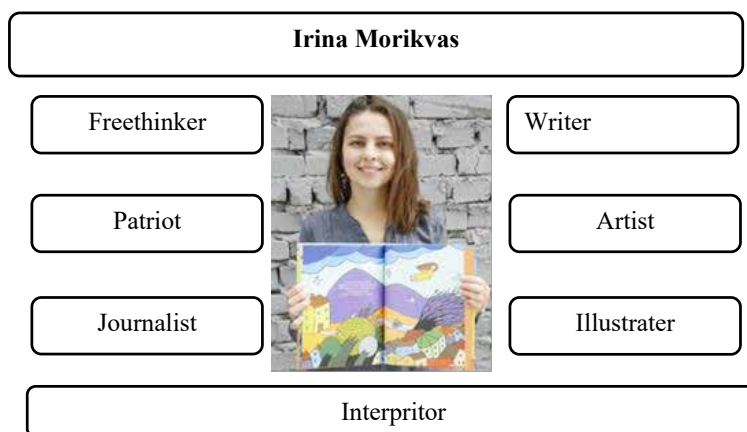 Irina Morikvas
Freethinker
Writer
Patriot
Artist
Journalist
Illustrater
Interpritor